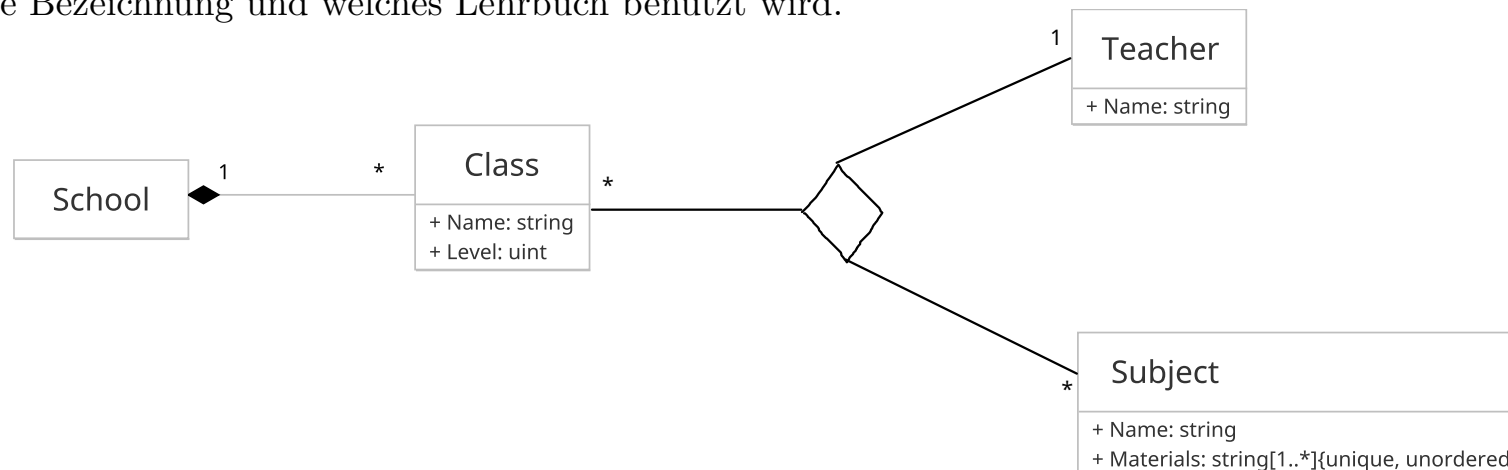 e Bezeichnung und welches Lehrbuch benutzt wird.
1
Teacher
+ Name: string
School
1
*
Class
+ Name: string
+ Level: uint
*
*
Subject
+ Name: string
+ Materials: string[1..*]{unique, unordered